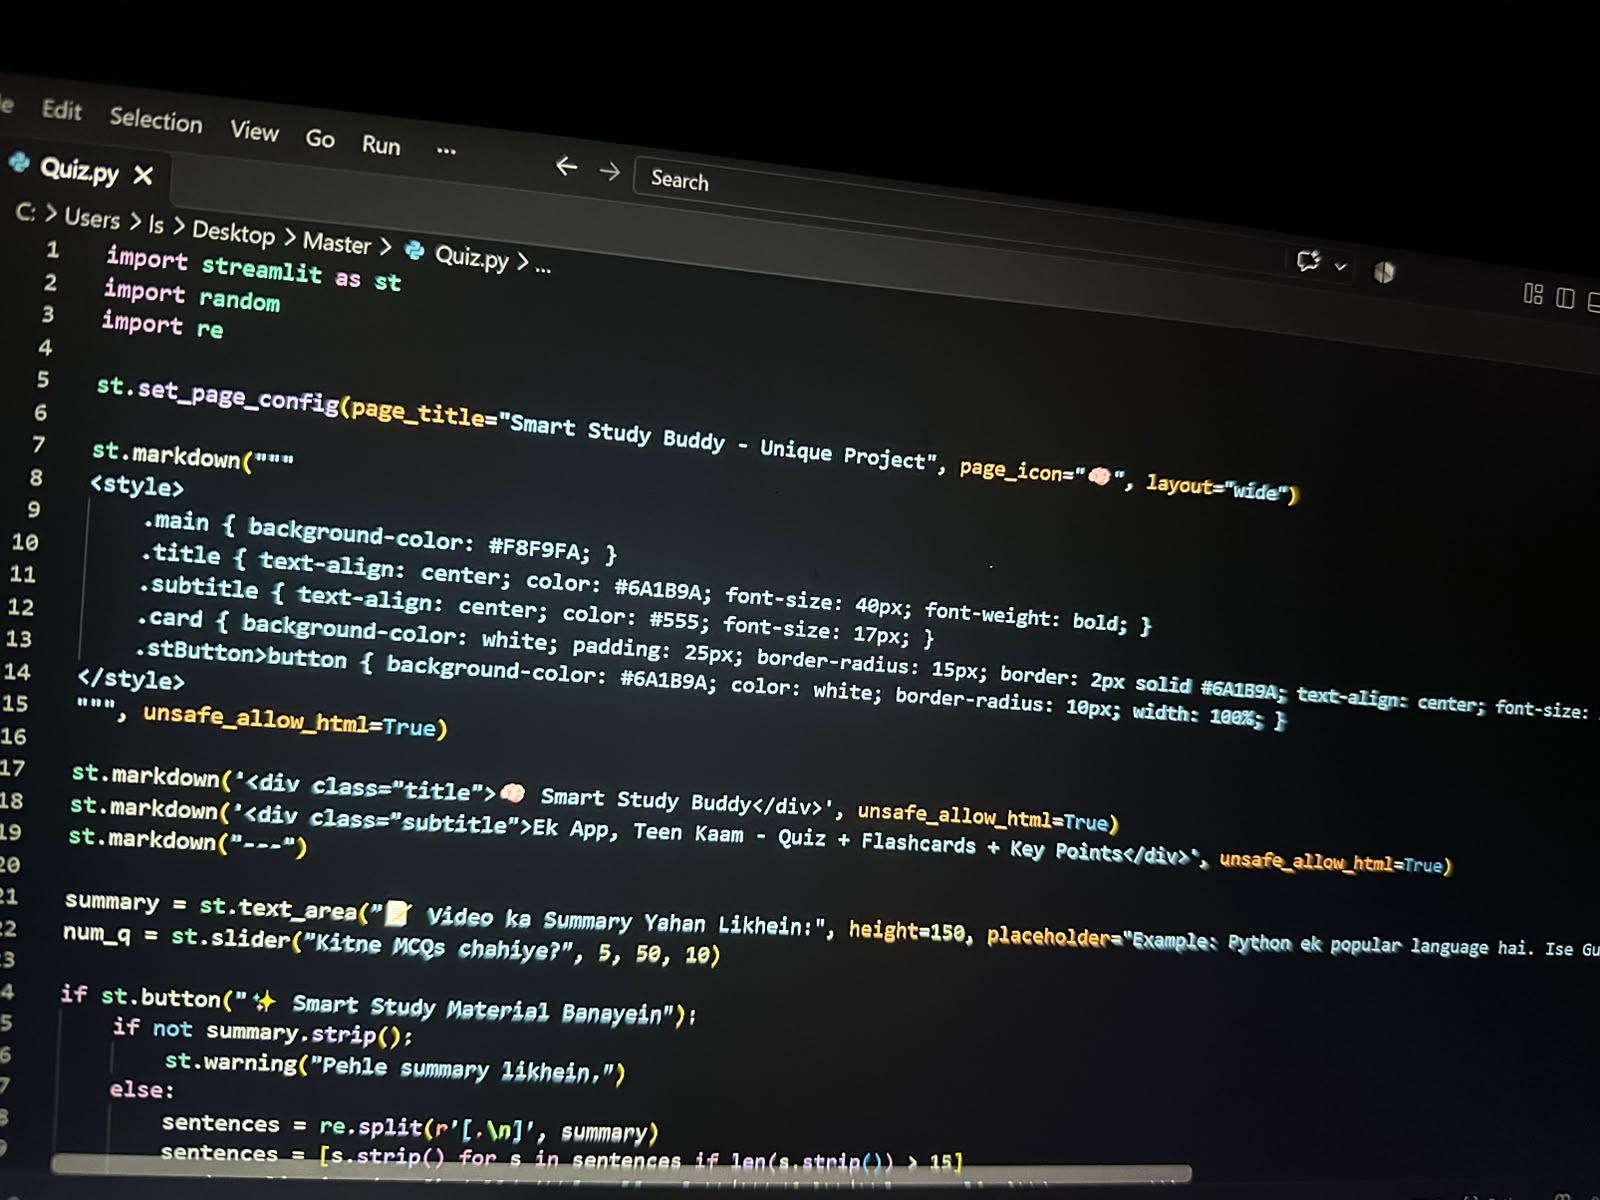 Edit Selection View Go Run ...
Search
Quiz.py
C: > Users > ls > Desktop > Master > Quiz.py > ...
1 import streamlit as st
2 import random
3 import re
4
5 st.set_page_config(page_title="Smart Study Buddy - Unique Project", page_icon="🧠", layout="wide")
6
7 st.markdown("""
8 <style>
9 .main { background-color: #F8F9FA; }
10 .title { text-align: center; color: #6A1B9A; font-size: 40px; font-weight: bold; }
11 .subtitle { text-align: center; color: #555; font-size: 17px; }
12 .card { background-color: white; padding: 25px; border-radius: 15px; border: 2px solid #6A1B9A; text-align: center; font-size:
13 .stButton>button { background-color: #6A1B9A; color: white; border-radius: 10px; width: 100%; }
14 </style>
15 """, unsafe_allow_html=True)
16
17 st.markdown('<div class="title">🧠 Smart Study Buddy</div>', unsafe_allow_html=True)
18 st.markdown('<div class="subtitle">Ek App, Teen Kaam - Quiz + Flashcards + Key Points</div>', unsafe_allow_html=True)
19 st.markdown("---")
20
21 summary = st.text_area("📝 Video ka Summary Yahan Likhein:", height=150, placeholder="Example: Python ek popular language hai. Ise Gu
22 num_q = st.slider("Kitne MCQs chahiye?", 5, 50, 10)
3
4 if st.button("✨ Smart Study Material Banayein"):
5 if not summary.strip():
6 st.warning("Pehle summary likhein.")
7 else:
8 sentences = re.split(r'[.\n]', summary)
9 sentences = [s.strip() for s in sentences if len(s.strip()) > 15]